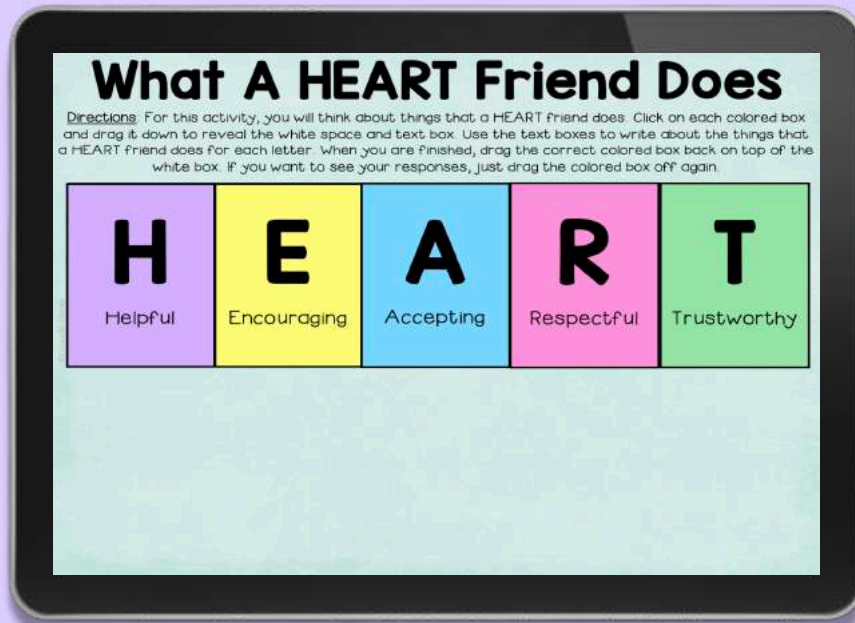 What A HEART Friend Does
Directions: For this activity, you will think about things that a HEART friend does. Click on each colored box
and drag it down to reveal the white space and text box. Use the text boxes to write about the things that
a HEART friend does for each letter. When you are finished, drag the correct colored box back on top of the
white box. If you want to see your responses, just drag the colored box off again.
H E A R T
Helpful Encouraging Accepting Respectful Trustworthy